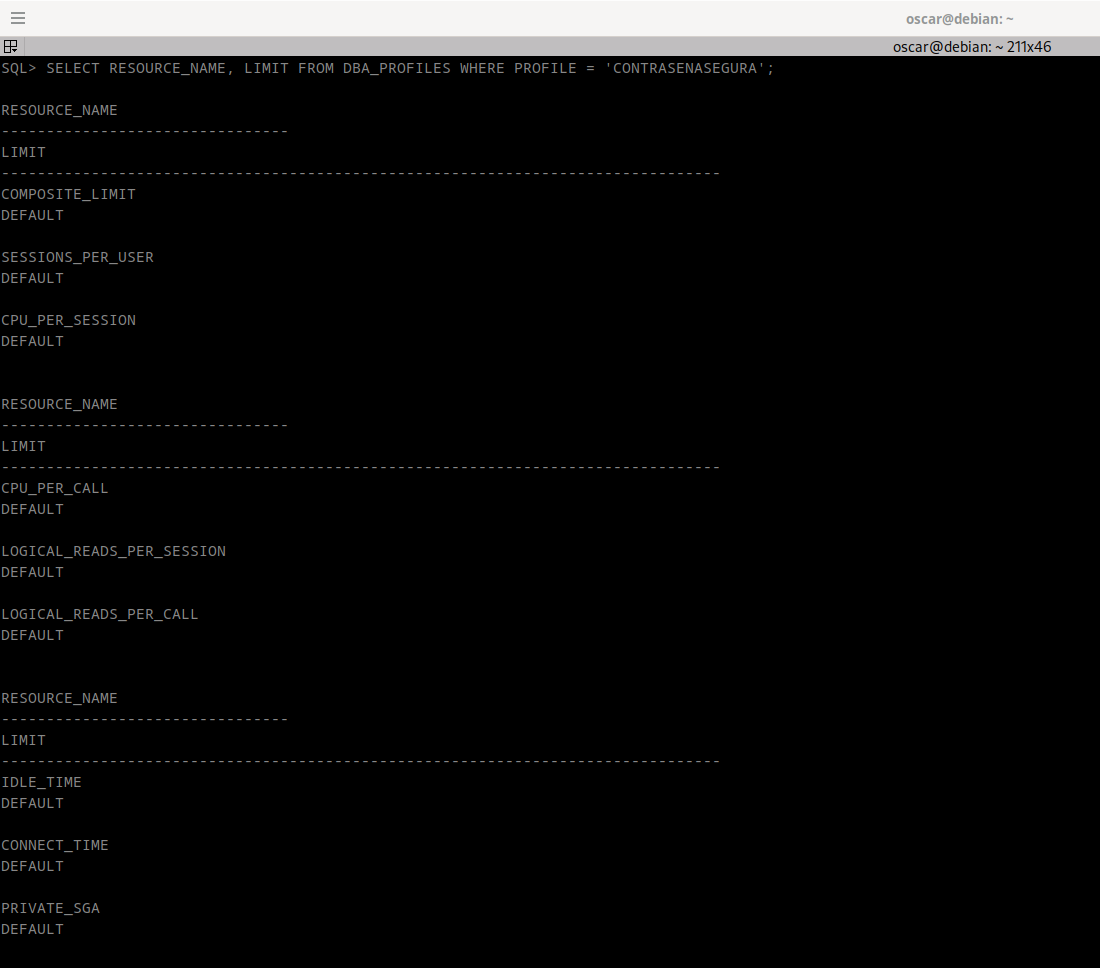 oscar@debian: ~
oscar@debian: ~ 211x46
SQL> SELECT RESOURCE_NAME, LIMIT FROM DBA_PROFILES WHERE PROFILE = 'CONTRASENASEGURA';
RESOURCE_NAME
--------------------------------
LIMIT
--------------------------------------------------------------------------------
COMPOSITE_LIMIT
DEFAULT
SESSIONS_PER_USER
DEFAULT
CPU_PER_SESSION
DEFAULT
RESOURCE_NAME
--------------------------------
LIMIT
--------------------------------------------------------------------------------
CPU_PER_CALL
DEFAULT
LOGICAL_READS_PER_SESSION
DEFAULT
LOGICAL_READS_PER_CALL
DEFAULT
RESOURCE_NAME
--------------------------------
LIMIT
--------------------------------------------------------------------------------
IDLE_TIME
DEFAULT
CONNECT_TIME
DEFAULT
PRIVATE_SGA
DEFAULT